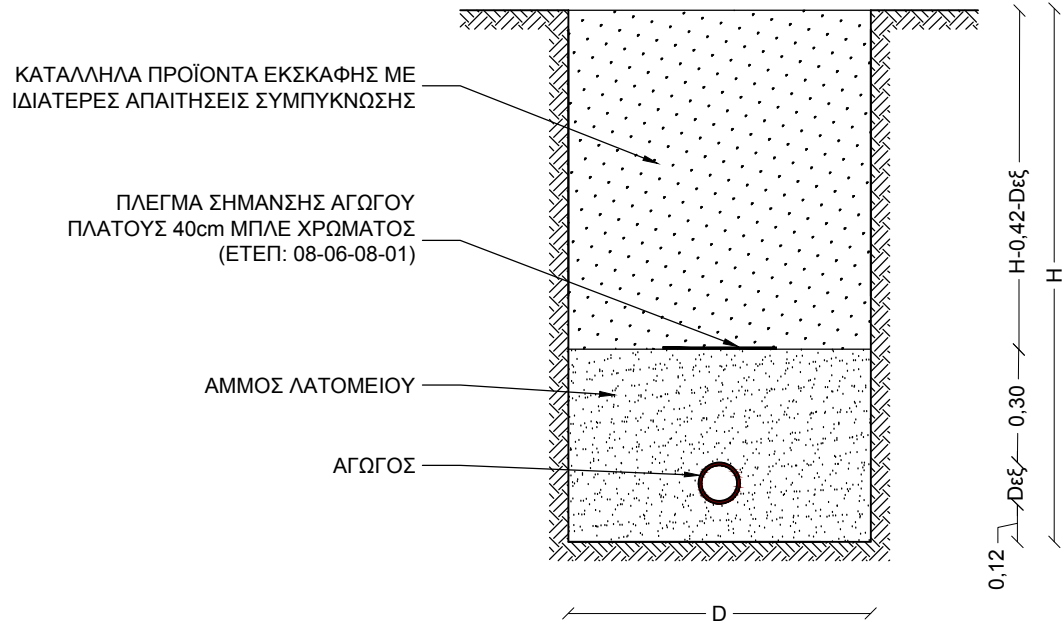 ΚΑΤΑΛΛΗΛΑ ΠΡΟΪΟΝΤΑ ΕΚΣΚΑΦΗΣ ΜΕ
ΙΔΙΑΤΕΡΕΣ ΑΠΑΙΤΗΣΕΙΣ ΣΥΜΠΥΚΝΩΣΗΣ
ΠΛΕΓΜΑ ΣΗΜΑΝΣΗΣ ΑΓΩΓΟΥ
ΠΛΑΤΟΥΣ 40cm ΜΠΛΕ ΧΡΩΜΑΤΟΣ
(ΕΤΕΠ: 08-06-08-01)
ΑΜΜΟΣ ΛΑΤΟΜΕΙΟΥ
ΑΓΩΓΟΣ
H-0,42-Dεξ
H
0,30
Dεξ
0,12
D